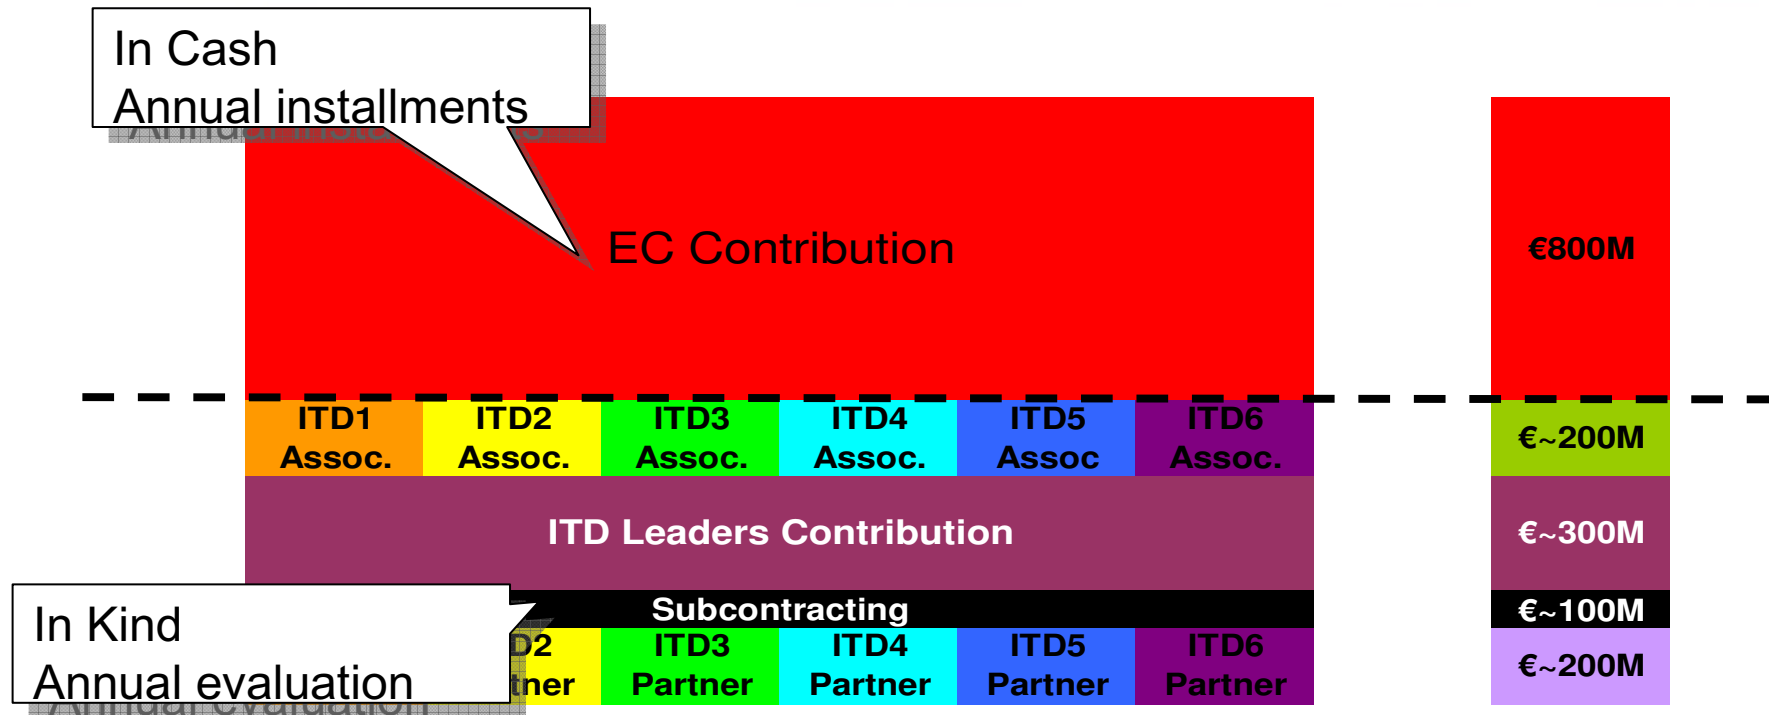 In Cash
Annual installments
EC Contribution
€800M
ITD1 ITD2 ITD3 ITD4 ITD5 ITD6
Assoc. Assoc. Assoc. Assoc. Assoc Assoc.
€~200M
ITD Leaders Contribution
€~300M
Subcontracting
€~100M
In Kind
Annual evaluation
D2 ITD3 ITD4 ITD5 ITD6
tner Partner Partner Partner Partner
€~200M